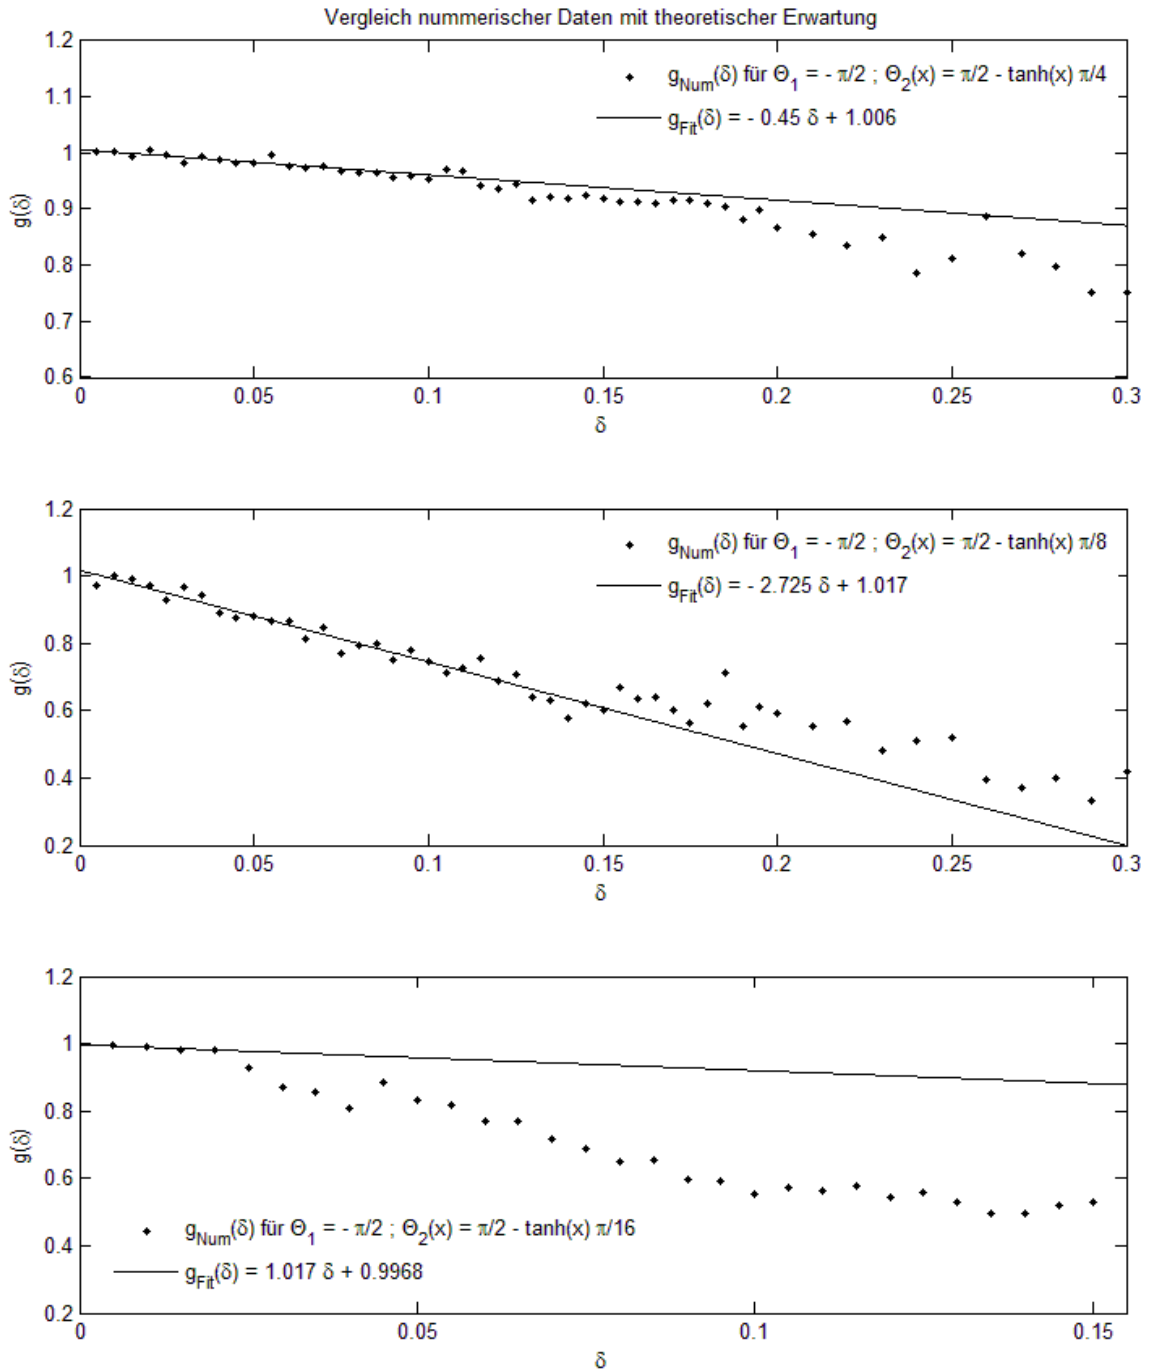 Vergleich nummerischer Daten mit theoretischer Erwartung
1.2
g_Num(δ) für Θ_1 = - π/2 ; Θ_2(x) = π/2 - tanh(x) π/4
1.1
g_Fit(δ) = - 0.45 δ + 1.006
1
g(δ)
0.9
0.8
0.7
0.6
0 0.05 0.1 0.15 0.2 0.25 0.3
δ
1.2
g_Num(δ) für Θ_1 = - π/2 ; Θ_2(x) = π/2 - tanh(x) π/8
1
g_Fit(δ) = - 2.725 δ + 1.017
0.8
g(δ)
0.6
0.4
0.2
0 0.05 0.1 0.15 0.2 0.25 0.3
δ
1.2
1
0.8
g(δ)
0.6
0.4
g_Num(δ) für Θ_1 = - π/2 ; Θ_2(x) = π/2 - tanh(x) π/16
g_Fit(δ) = 1.017 δ + 0.9968
0.2
0 0.05 0.1 0.15
δ